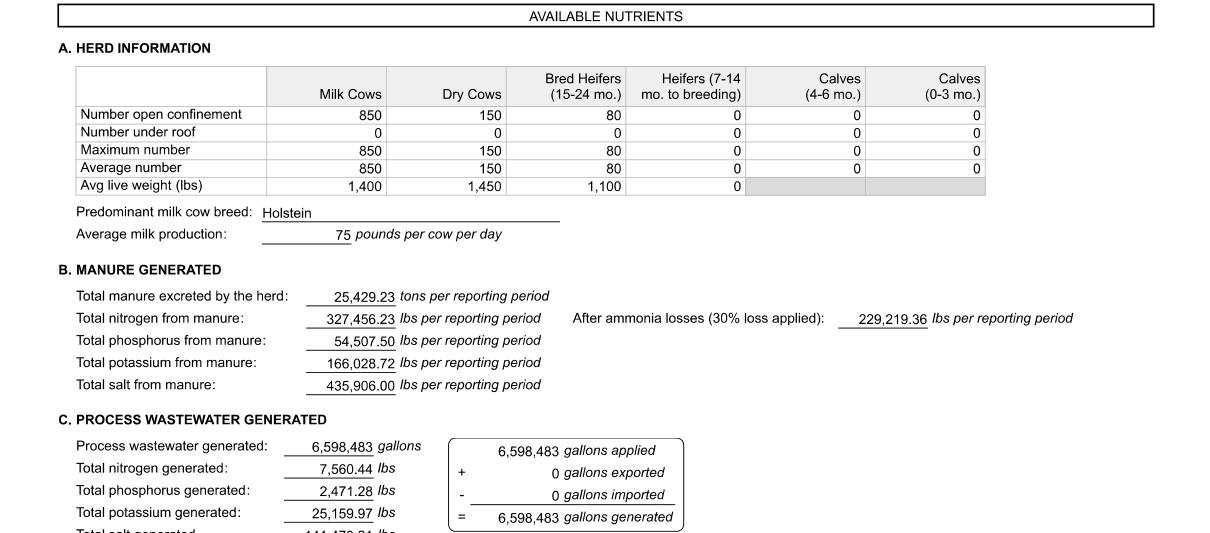 AVAILABLE NUTRIENTS
A. HERD INFORMATION
Milk Cows Dry Cows Bred Heifers (15-24 mo.) Heifers (7-14 mo. to breeding) Calves (4-6 mo.) Calves (0-3 mo.)
Number open confinement 850 150 80 0 0 0
Number under roof 0 0 0 0 0 0
Maximum number 850 150 80 0 0 0
Average number 850 150 80 0 0 0
Avg live weight (lbs) 1,400 1,450 1,100 0
Predominant milk cow breed: Holstein
Average milk production: 75 pounds per cow per day
B. MANURE GENERATED
Total manure excreted by the herd: 25,429.23 tons per reporting period
Total nitrogen from manure: 327,456.23 lbs per reporting period After ammonia losses (30% loss applied): 229,219.36 lbs per reporting period
Total phosphorus from manure: 54,507.50 lbs per reporting period
Total potassium from manure: 166,028.72 lbs per reporting period
Total salt from manure: 435,906.00 lbs per reporting period
C. PROCESS WASTEWATER GENERATED
Process wastewater generated: 6,598,483 gallons
Total nitrogen generated: 7,560.44 lbs
Total phosphorus generated: 2,471.28 lbs
Total potassium generated: 25,159.97 lbs
6,598,483 gallons applied
+ 0 gallons exported
- 0 gallons imported
= 6,598,483 gallons generated